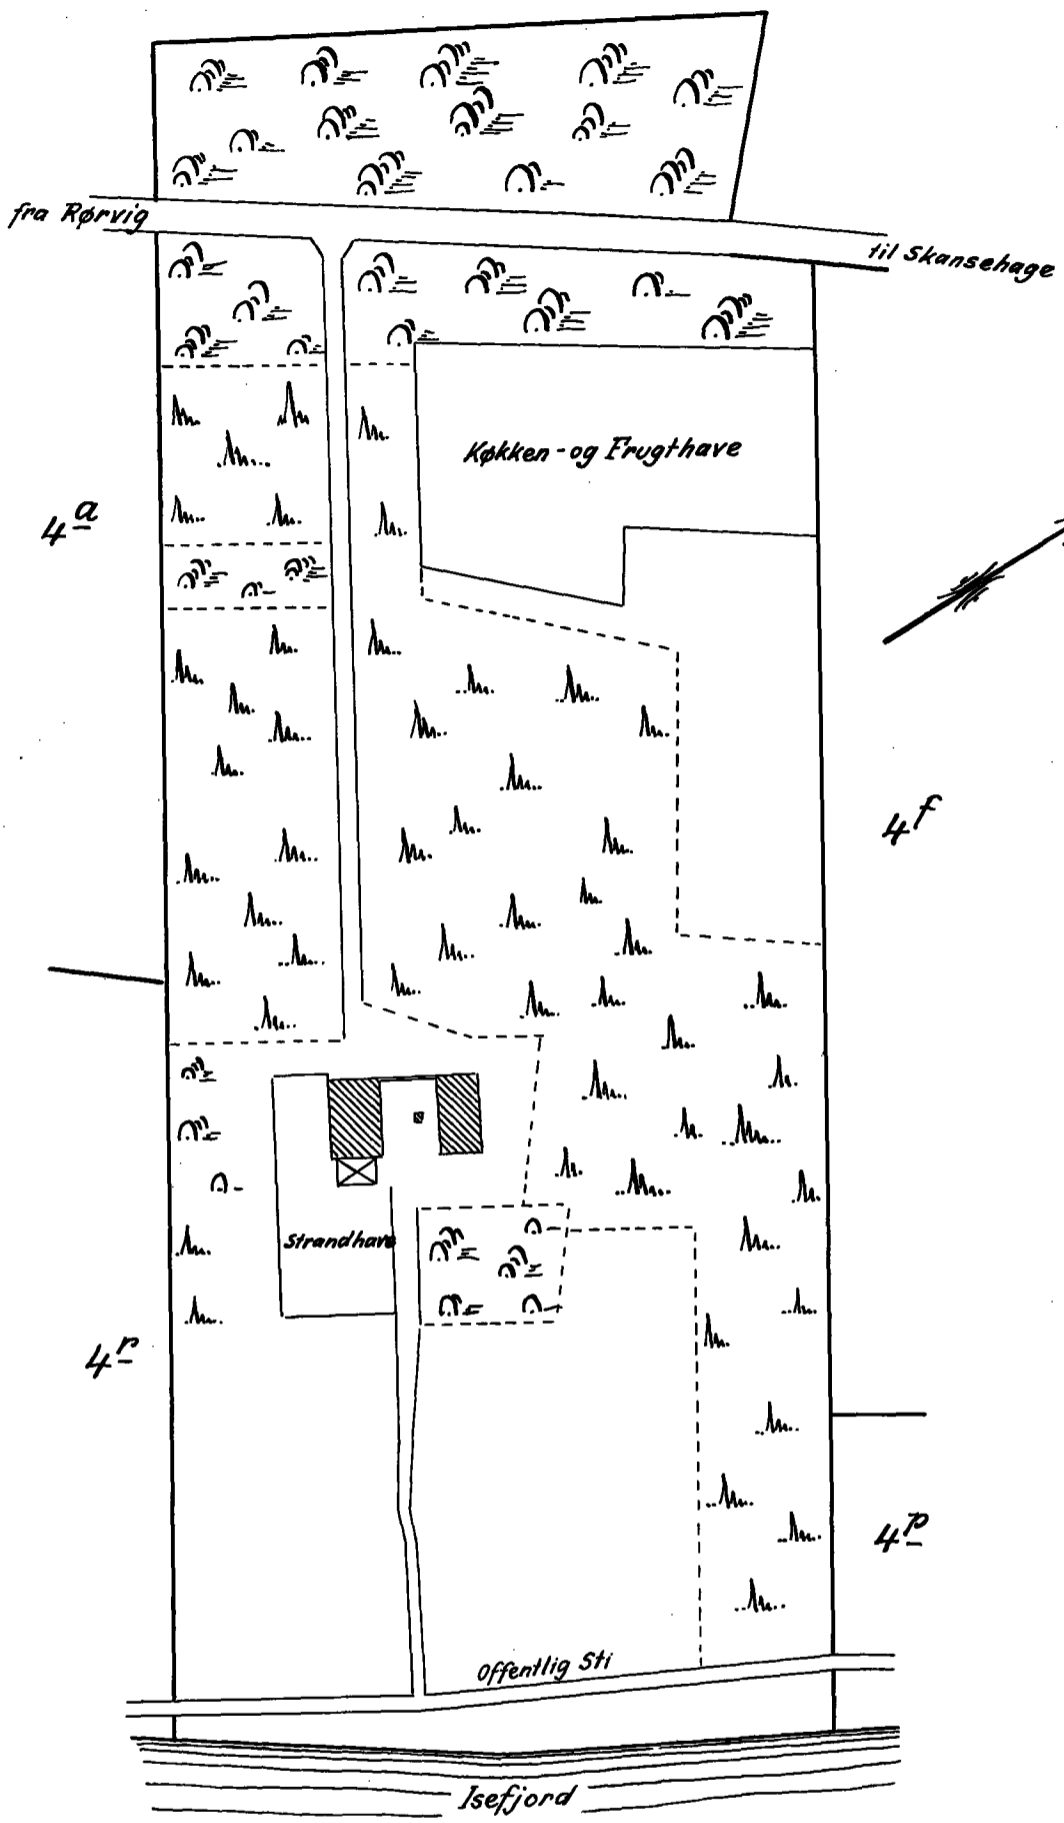 fra Rørvig
til Skansehage
Køkken-og Frugthave
4a
4f
Strandhave
4r
4p
Offentlig Sti
Isefjord